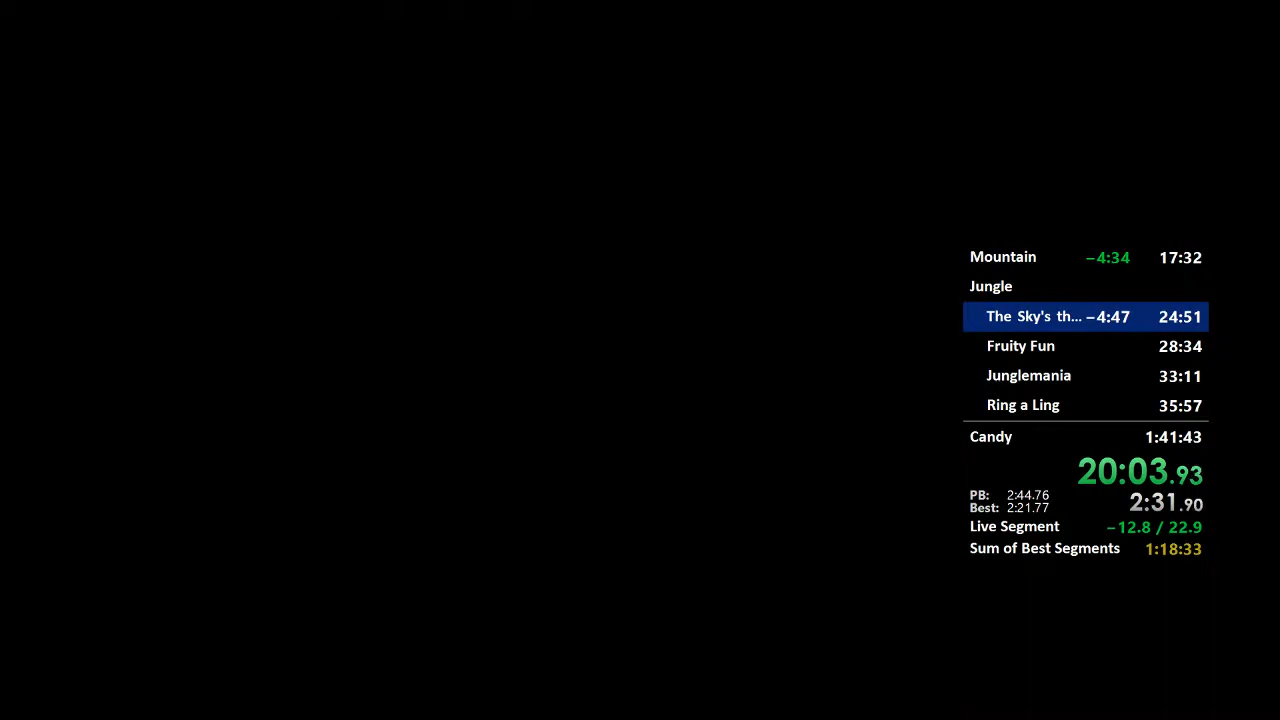 Mountain −4:34 17:32
Jungle
The Sky's th... −4:47 24:51
Fruity Fun 28:34
Junglemania 33:11
Ring a Ling 35:57
Candy 1:41:43
20:03.93
PB: 2:44.76 2:31.90
Best: 2:21.77
Live Segment −12.8 / 22.9
Sum of Best Segments 1:18:33